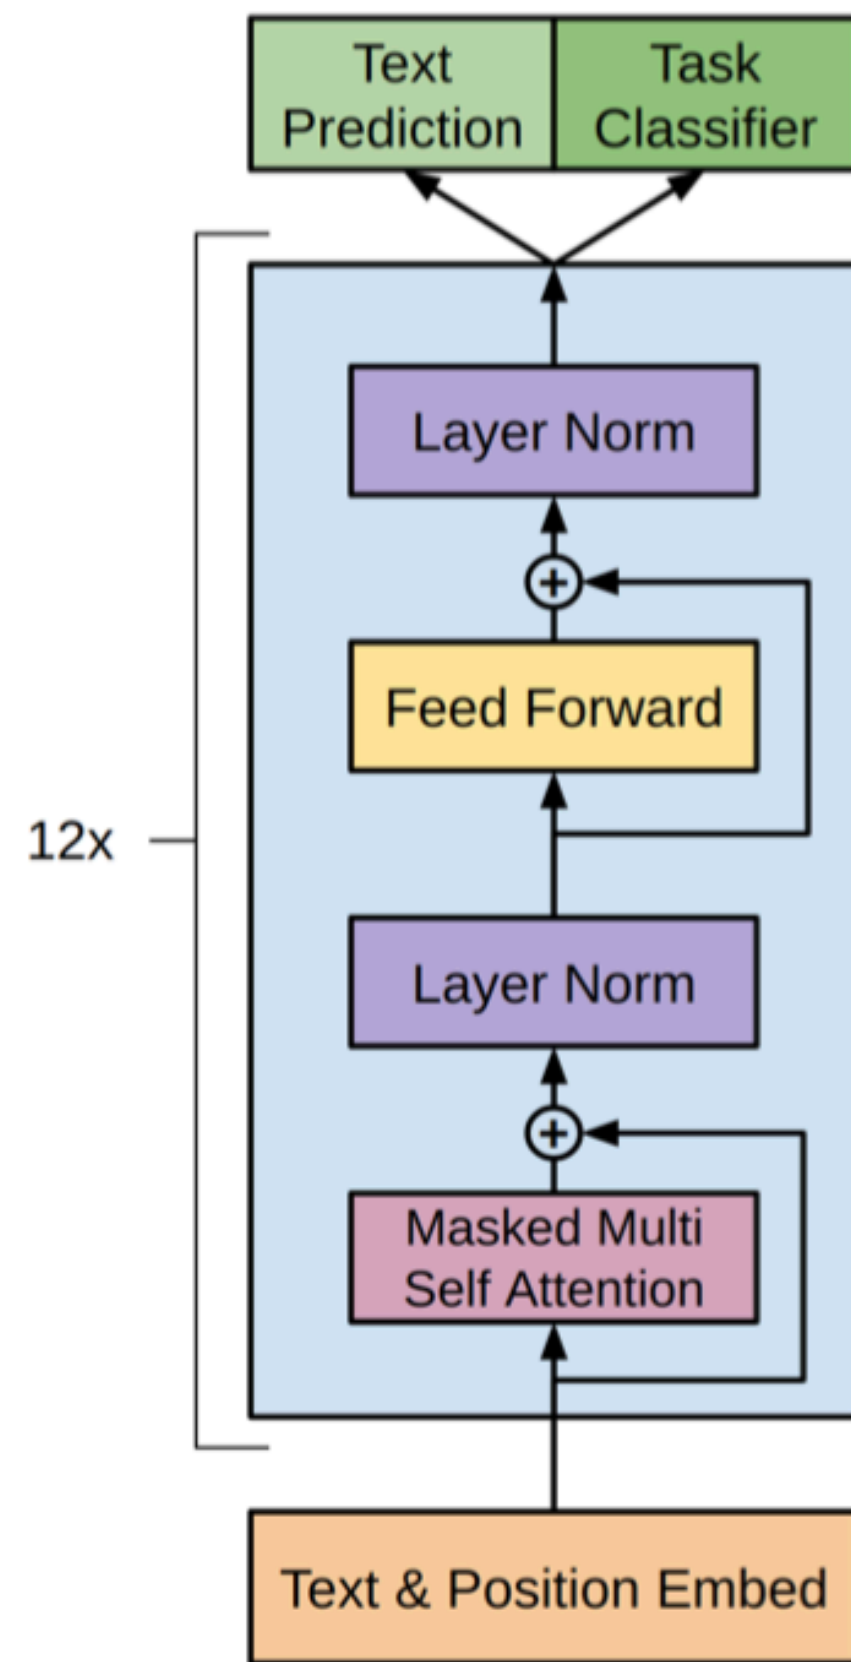 Text
Prediction
Task
Classifier
Layer Norm
+
Feed Forward
12x
Layer Norm
+
Masked Multi
Self Attention
Text & Position Embed